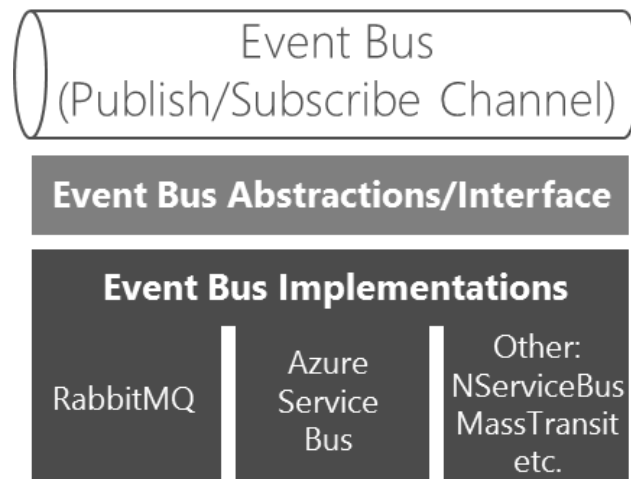 Event Bus
(Publish/Subscribe Channel)
Event Bus Abstractions/Interface
Event Bus Implementations
RabbitMQ
Azure
Service
Bus
Other:
NServiceBus
MassTransit
etc.